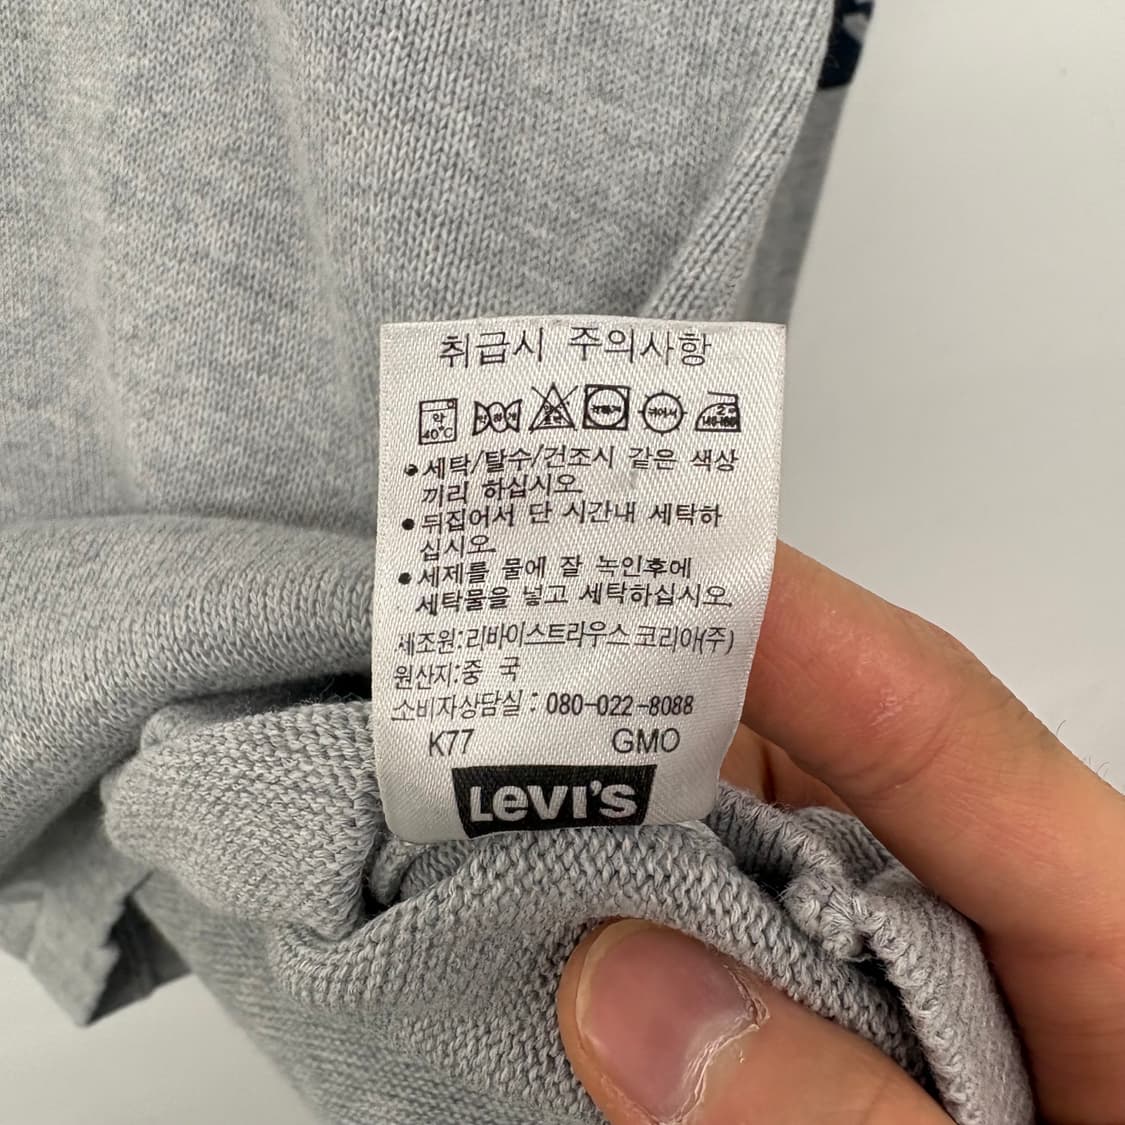 취급시 주의사항
약
40℃
세탁/탈수/건조시 같은 색상
끼리 하십시오.
뒤집어서 단 시간내 세탁하
십시오.
세제를 물에 잘 녹인후에
세탁물을 넣고 세탁하십시오.
제조원:리바이스트라우스 코리아(주)
원산지:중 국
소비자상담실 : 080-022-8088
K77 GMO
LEVI'S